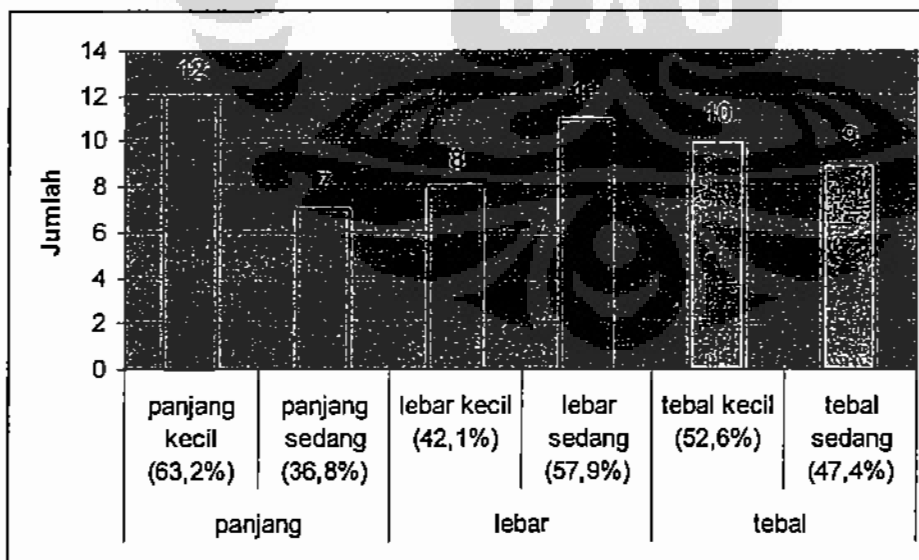 Jumlah
14
12
10
8
6
4
2
0
12
7
8
11
10
9
panjang kecil (63,2%)
panjang sedang (36,8%)
lebar kecil (42,1%)
lebar sedang (57,9%)
tebal kecil (52,6%)
tebal sedang (47,4%)
panjang
lebar
tebal